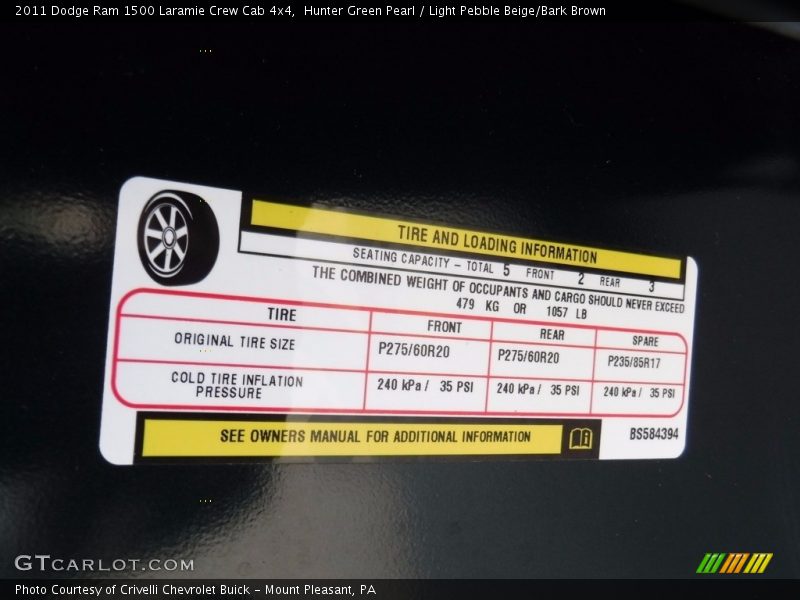 2011 Dodge Ram 1500 Laramie Crew Cab 4x4,  Hunter Green Pearl / Light Pebble Beige/Bark Brown
TIRE AND LOADING INFORMATION
SEATING CAPACITY – TOTAL 5 FRONT 2 REAR 3
THE COMBINED WEIGHT OF OCCUPANTS AND CARGO SHOULD NEVER EXCEED
479 KG OR 1057 LB
TIRE FRONT REAR SPARE
ORIGINAL TIRE SIZE P275/60R20 P275/60R20 P235/85R17
COLD TIRE INFLATION PRESSURE 240 kPa / 35 PSI 240 kPa / 35 PSI 240 kPa / 35 PSI
SEE OWNERS MANUAL FOR ADDITIONAL INFORMATION
BS584394
GTCARLOT.COM
Photo Courtesy of Crivelli Chevrolet Buick – Mount Pleasant, PA